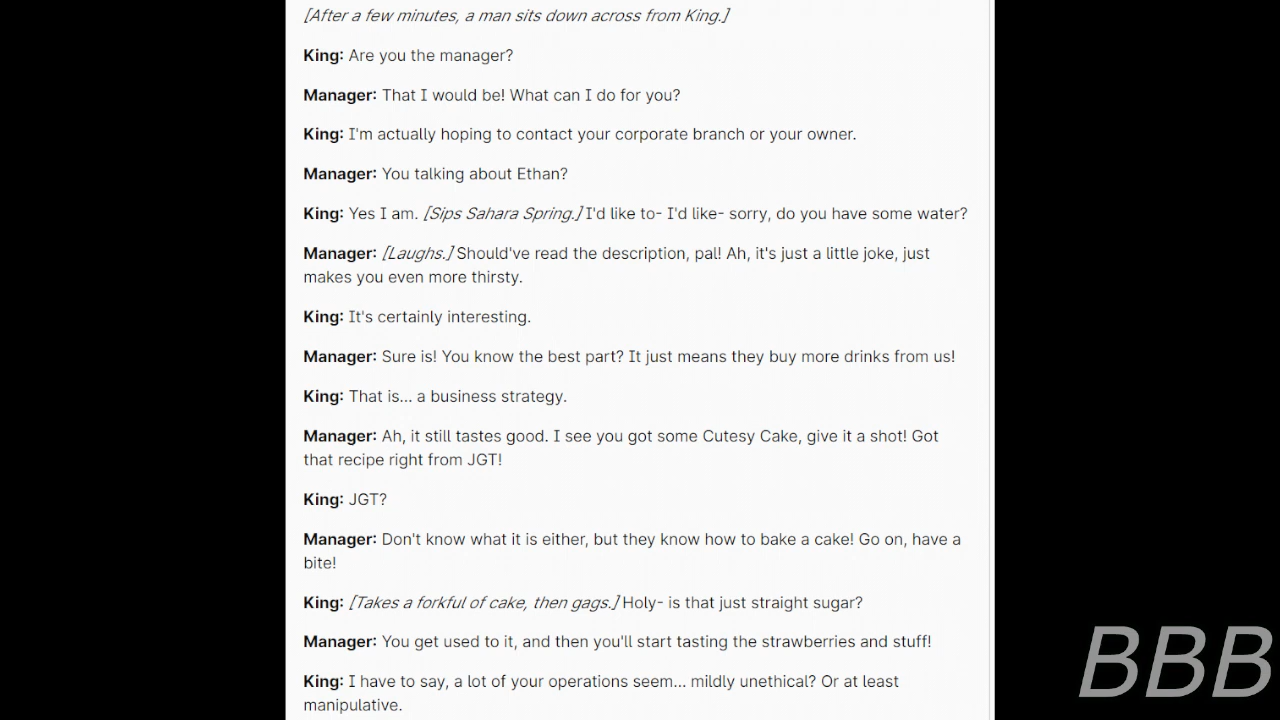 [After a few minutes, a man sits down across from King.]
King: Are you the manager?
Manager: That I would be! What can I do for you?
King: I'm actually hoping to contact your corporate branch or your owner.
Manager: You talking about Ethan?
King: Yes I am. [Sips Sahara Spring.] I'd like to- I'd like- sorry, do you have some water?
Manager: [Laughs.] Should've read the description, pal! Ah, it's just a little joke, just
makes you even more thirsty.
King: It's certainly interesting.
Manager: Sure is! You know the best part? It just means they buy more drinks from us!
King: That is... a business strategy.
Manager: Ah, it still tastes good. I see you got some Cutesy Cake, give it a shot! Got
that recipe right from JGT!
King: JGT?
Manager: Don't know what it is either, but they know how to bake a cake! Go on, have a
bite!
King: [Takes a forkful of cake, then gags.] Holy- is that just straight sugar?
Manager: You get used to it, and then you'll start tasting the strawberries and stuff!
King: I have to say, a lot of your operations seem... mildly unethical? Or at least
manipulative.
BBB